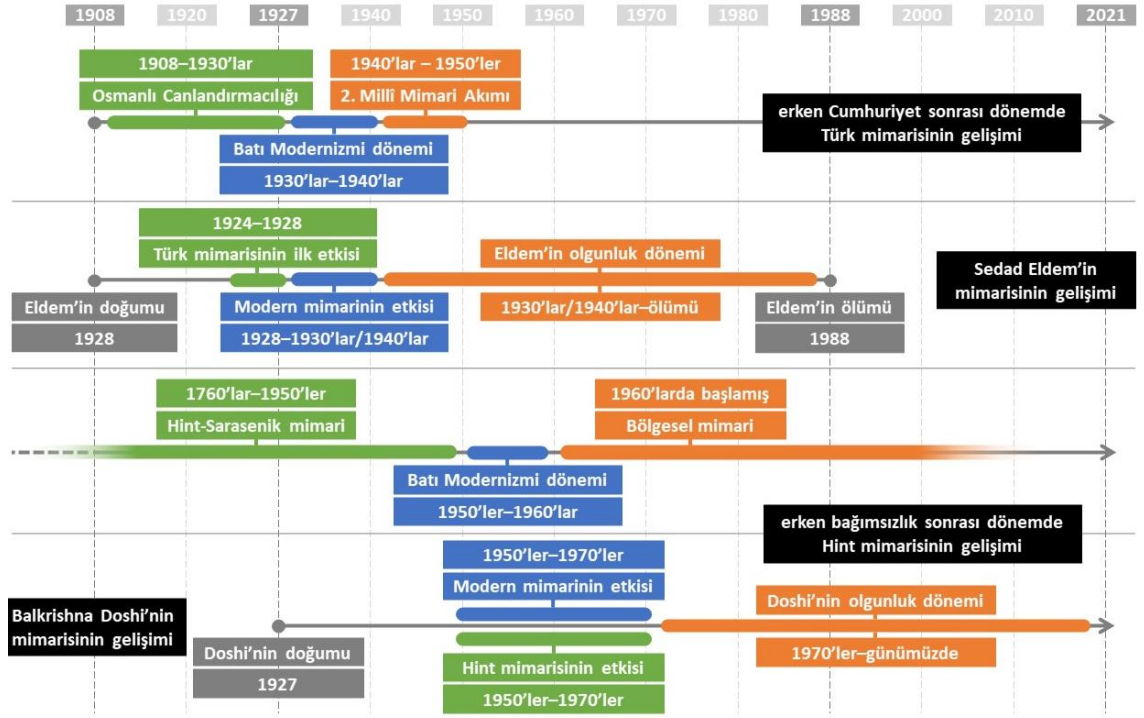 1908 1920 1927 1940 1950 1960 1970 1980 1988 2000 2010 2021
1908–1930’lar
Osmanlı Canlandırmacılığı
1940’lar – 1950’ler
2. Millî Mimari Akımı
Batı Modernizmi dönemi
1930’lar–1940’lar
erken Cumhuriyet sonrası dönemde
Türk mimarisinin gelişimi
1924–1928
Türk mimarisinin ilk etkisi
Eldem’in olgunluk dönemi
1930’lar/1940’lar–ölümü
Eldem’in doğumu
1928
Modern mimarinin etkisi
1928–1930’lar/1940’lar
Eldem’in ölümü
1988
Sedad Eldem’in
mimarisinin gelişimi
1760’lar–1950’ler
Hint-Sarasenik mimari
1960’larda başlamış
Bölgesel mimari
Batı Modernizmi dönemi
1950’ler–1960’lar
erken bağımsızlık sonrası dönemde
Hint mimarisinin gelişimi
1950’ler–1970’ler
Modern mimarinin etkisi
Balkrishna Doshi’nin
mimarisinin gelişimi
Doshi’nin doğumu
1927
Hint mimarisinin etkisi
1950’ler–1970’ler
Doshi’nin olgunluk dönemi
1970’ler–günümüzde